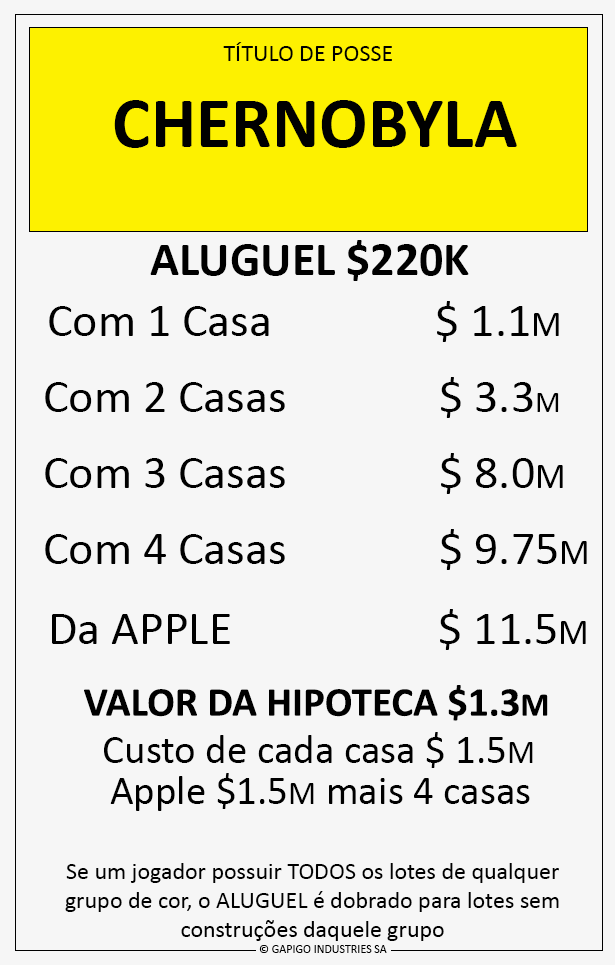 TÍTULO DE POSSE
CHERNOBYLA
ALUGUEL $220K
Com 1 Casa $ 1.1M
Com 2 Casas $ 3.3M
Com 3 Casas $ 8.0M
Com 4 Casas $ 9.75M
Da APPLE $ 11.5M
VALOR DA HIPOTECA $1.3M
Custo de cada casa $ 1.5M
Apple $1.5M mais 4 casas
Se um jogador possuir TODOS os lotes de qualquer
grupo de cor, o ALUGUEL é dobrado para lotes sem
construções daquele grupo
© GAPIGO INDUSTRIES SA